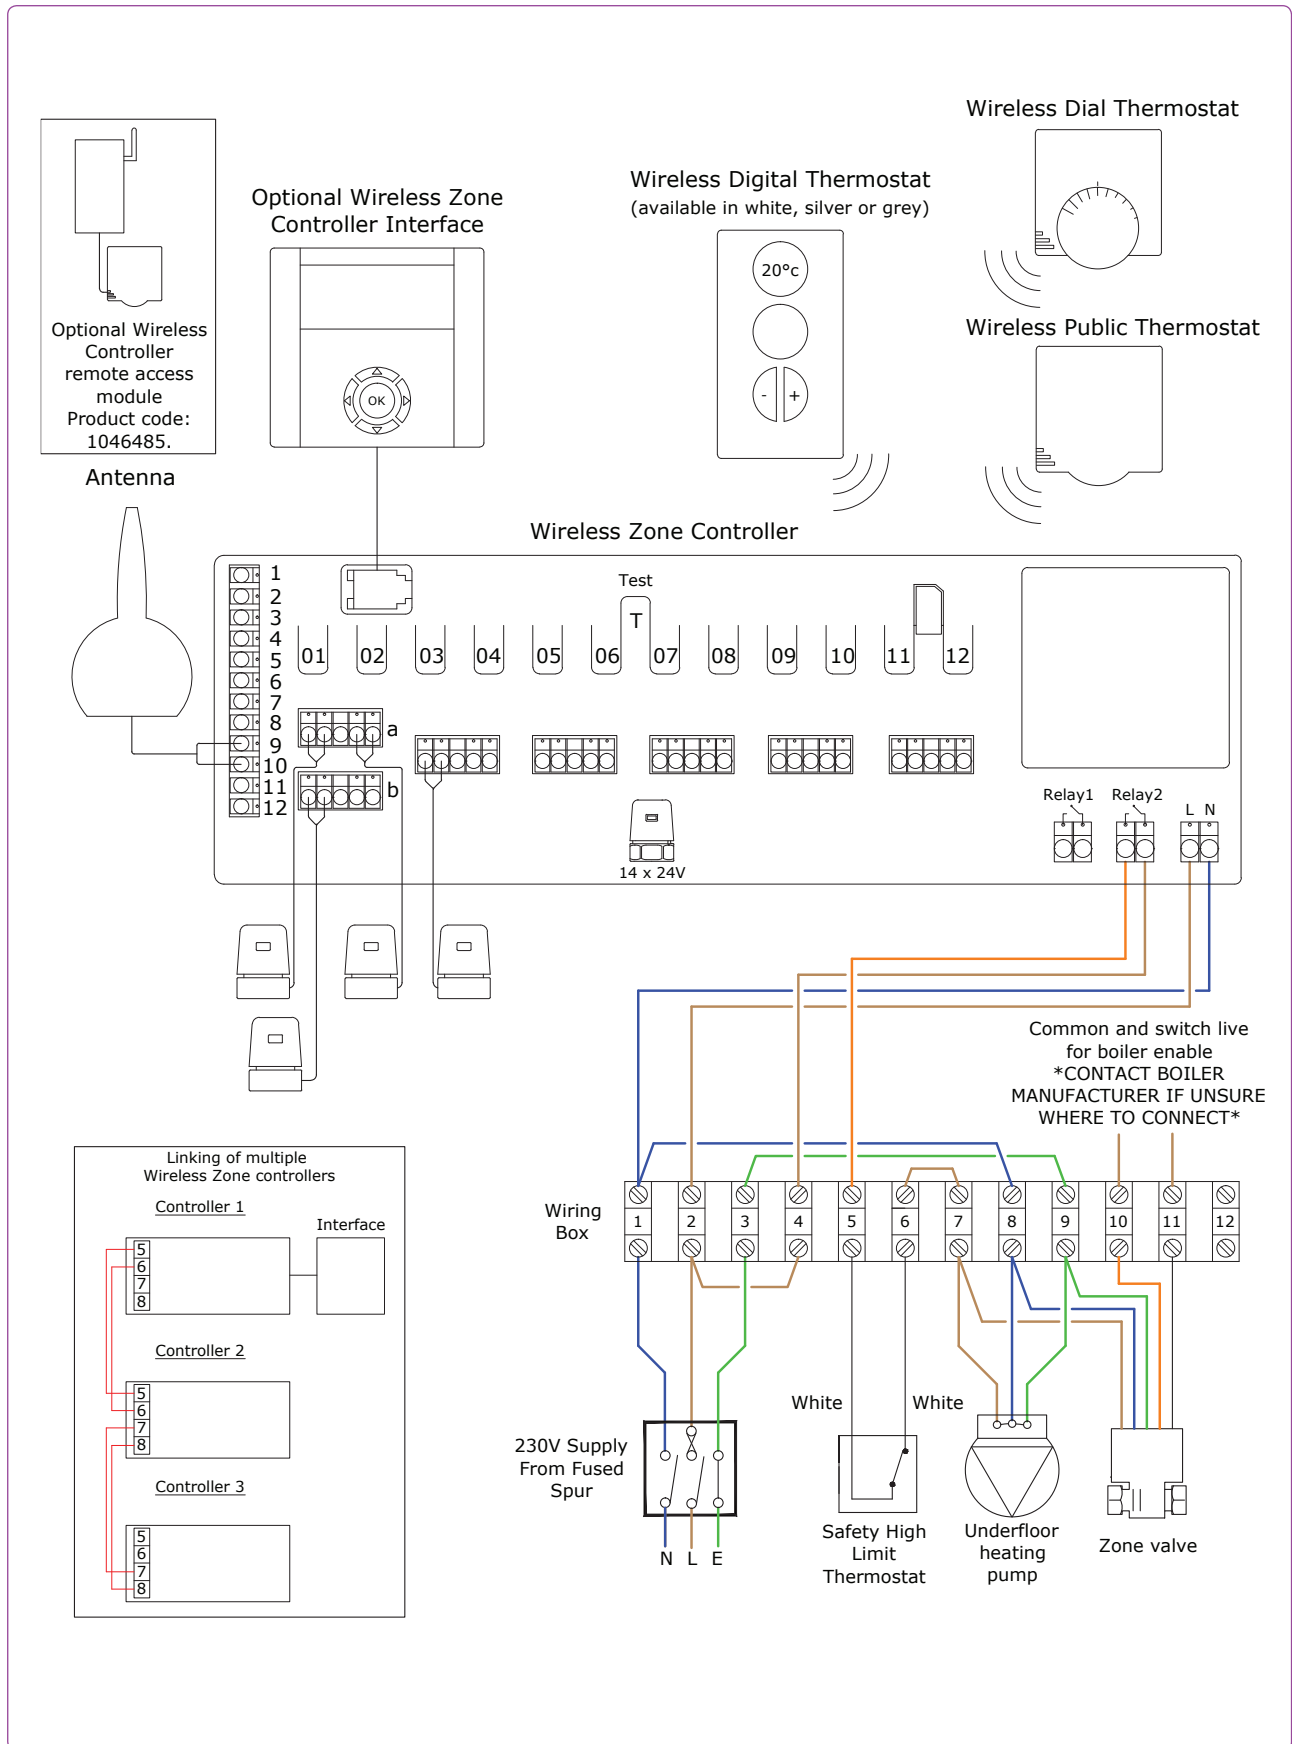 Wireless Dial Thermostat
Wireless Digital Thermostat
(available in white, silver or grey)
20°c
-
+
Optional Wireless Zone
Controller Interface
OK
Optional Wireless
Controller
remote access
module
Product code:
1046485.
Wireless Public Thermostat
Antenna
Wireless Zone Controller
1
2
3
4
5
6
7
8
9
10
11
12
Test
T
01
02
03
04
05
06
07
08
09
10
11
12
a
b
14 x 24V
Relay1
Relay2
L N
Common and switch live
for boiler enable
*CONTACT BOILER
MANUFACTURER IF UNSURE
WHERE TO CONNECT*
Linking of multiple
Wireless Zone controllers
Controller 1
Interface
5
6
7
8
Controller 2
5
6
7
8
Controller 3
5
6
7
8
Wiring
Box
1
2
3
4
5
6
7
8
9
10
11
12
White
White
230V Supply
From Fused
Spur
N L E
Safety High
Limit
Thermostat
Underfloor
heating
pump
Zone valve